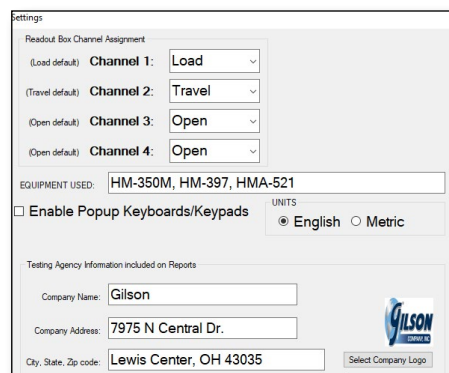 Settings
Readout Box Channel Assignment
(Load default) Channel 1: Load
(Travel default) Channel 2: Travel
(Open default) Channel 3: Open
(Open default) Channel 4: Open
EQUIPMENT USED: HM-350M, HM-397, HMA-521
Enable Popup Keyboards/Keypads
UNITS
English Metric
Testing Agency Information included on Reports
Company Name: Gilson
Company Address: 7975 N Central Dr.
City, State, Zip code: Lewis Center, OH 43035
GILSON
COMPANY, INC
Select Company Logo